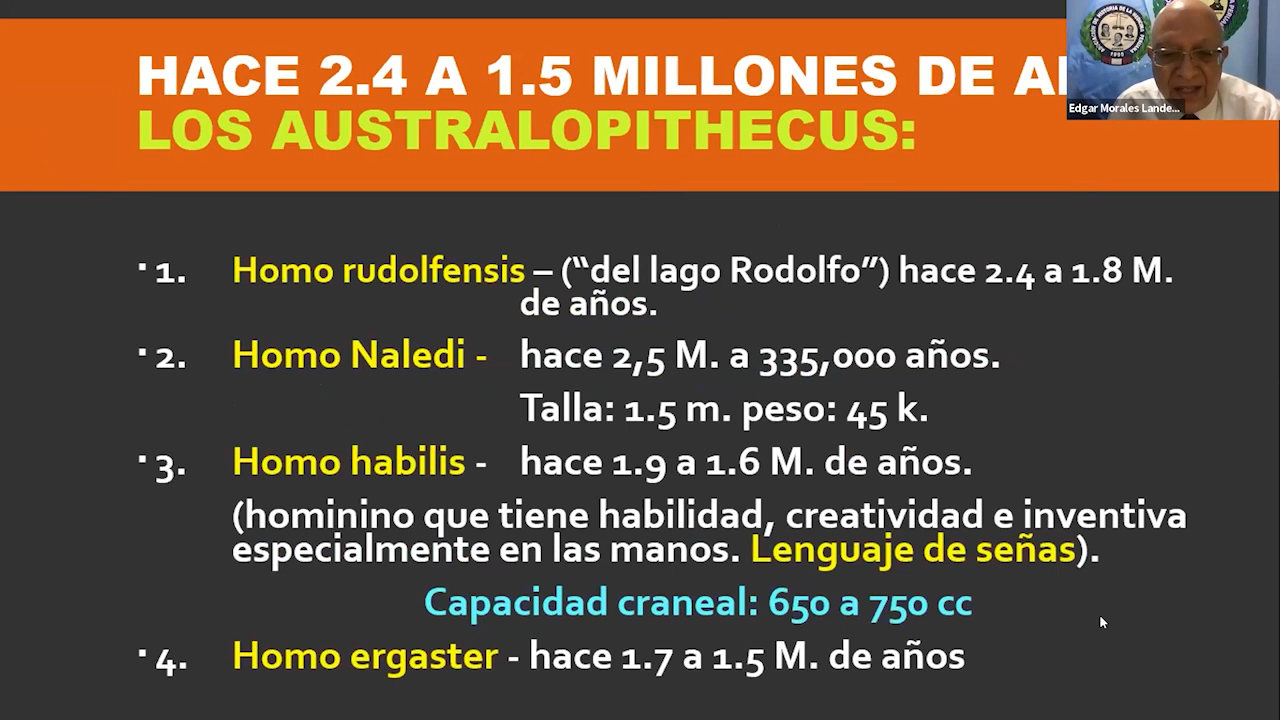 HACE 2.4 A 1.5 MILLONES DE
LOS AUSTRALOPITHECUS:
Edgar Morales Lande...
1. Homo rudolfensis – (“del lago Rodolfo”) hace 2.4 a 1.8 M.
de años.
2. Homo Naledi - hace 2,5 M. a 335,000 años.
Talla: 1.5 m. peso: 45 k.
3. Homo habilis - hace 1.9 a 1.6 M. de años.
(hominino que tiene habilidad, creatividad e inventiva
especialmente en las manos. Lenguaje de señas).
Capacidad craneal: 650 a 750 cc
4. Homo ergaster - hace 1.7 a 1.5 M. de años